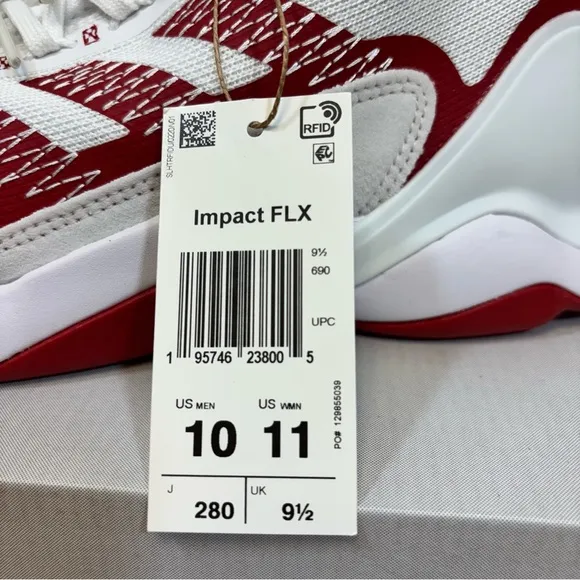 SLHTRFIDUG22DIV01
RFID
Impact FLX
9½
690
UPC
1 95746 23800 5
US MEN US WMN
10 11
PO# 129855039
J UK
280 9½